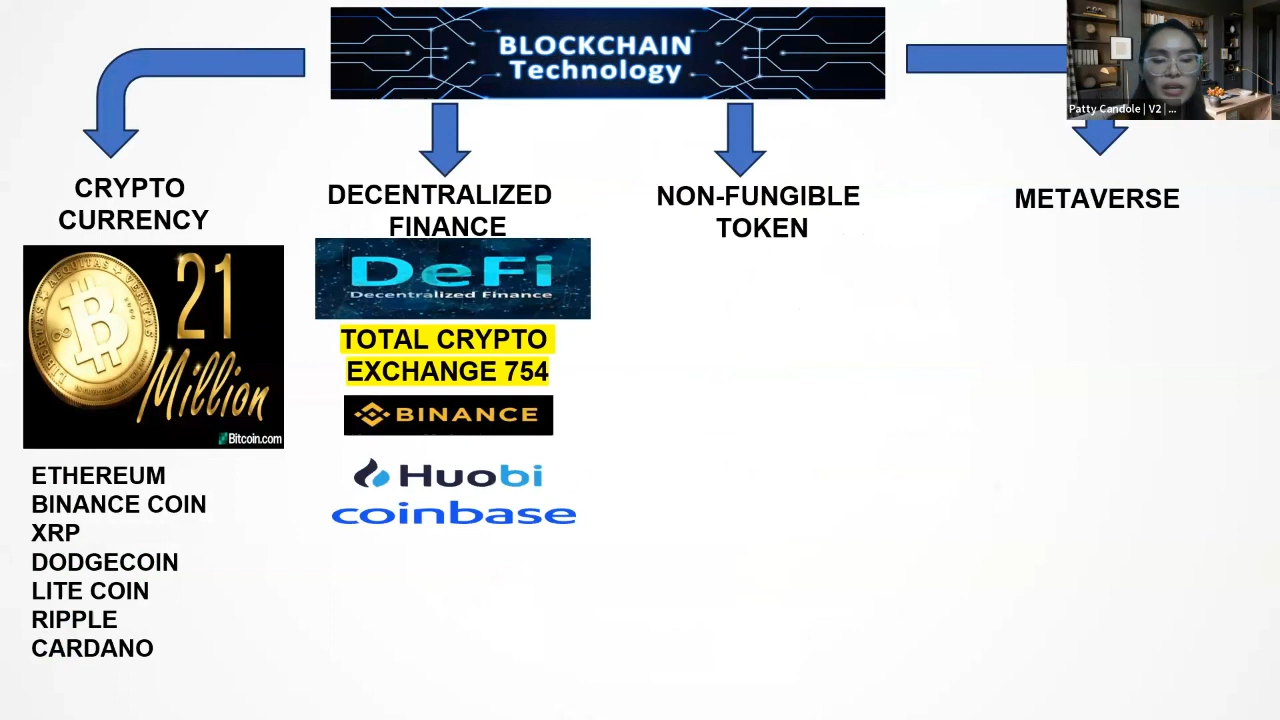 BLOCKCHAIN
Technology
Patty Candole | V2 | ...
CRYPTO
CURRENCY
21
Million
Bitcoin.com
ETHEREUM
BINANCE COIN
XRP
DODGECOIN
LITE COIN
RIPPLE
CARDANO
DECENTRALIZED
FINANCE
DeFi
Decentralized Finance
TOTAL CRYPTO
EXCHANGE 754
BINANCE
Huobi
coinbase
NON-FUNGIBLE
TOKEN
METAVERSE